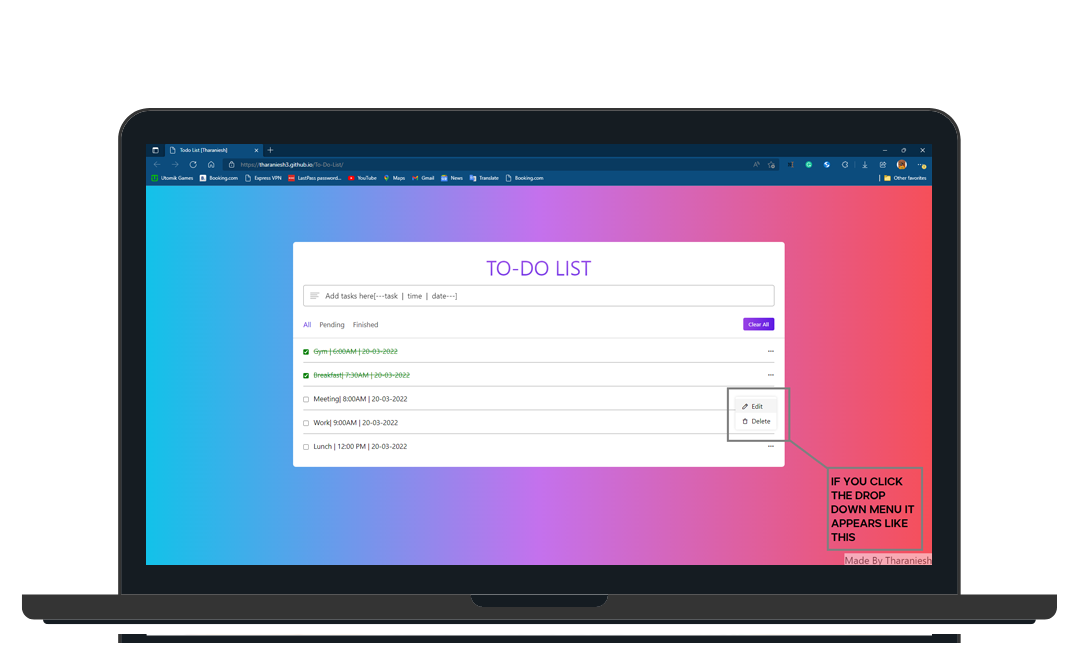 Todo List [Tharaniesh]
https://tharaniesh3.github.io/To-Do-List/
Utomik Games Booking.com Express VPN LastPass password... YouTube Maps Gmail News Translate Booking.com Other favorites
TO-DO LIST
Add tasks here[---task | time | date---]
All Pending Finished Clear All
Gym | 6:00AM | 20-03-2022
Breakfast| 7:30AM | 20-03-2022
Meeting| 8:00AM | 20-03-2022
Edit
Work| 9:00AM | 20-03-2022
Delete
Lunch | 12:00 PM | 20-03-2022
IF YOU CLICK
THE DROP
DOWN MENU IT
APPEARS LIKE
THIS
Made By Tharaniesh